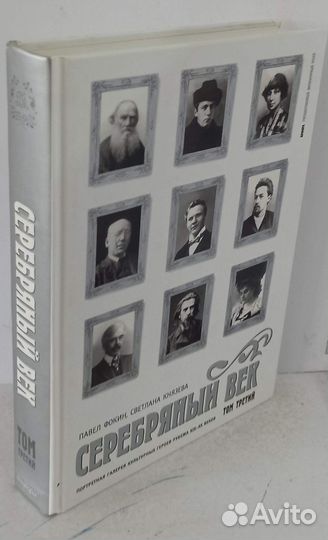 СЕРЕБРЯНЫЙ ВЕК
ТОМ
ТРЕТИЙ
ПАВЕЛ ФОКИН, СВЕТЛАНА КНЯЗЕВА
СЕРЕБРЯНЫЙ ВЕК
ТОМ ТРЕТИЙ
ПОРТРЕТНАЯ ГАЛЕРЕЯ КУЛЬТУРНЫХ ГЕРОЕВ РУБЕЖА XIX-XX ВЕКОВ
Avito